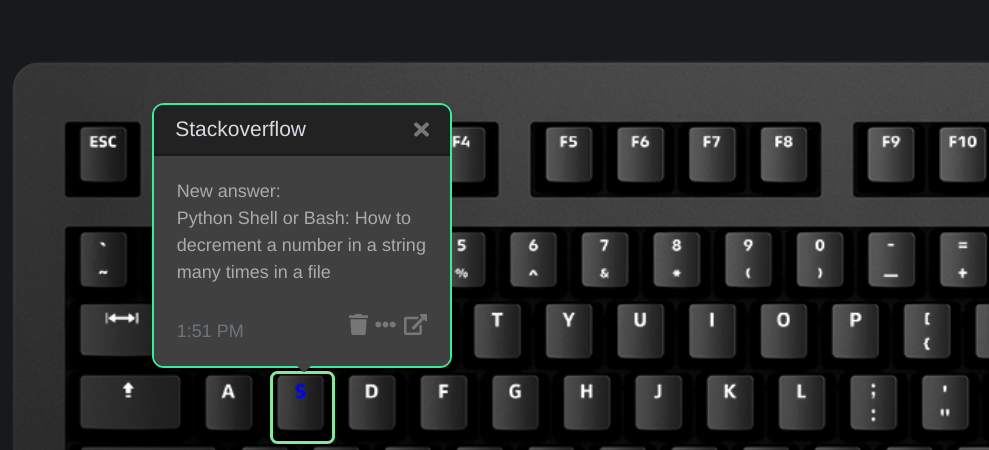 Stackoverflow
New answer:
Python Shell or Bash: How to
decrement a number in a string
many times in a file
1:51 PM
ESC F4 F5 F6 F7 F8 F9 F10
` 5 6 7 8 9 0 - =
~ % ^ & * ( ) _ +
T Y U I O P [
{
A S D F G H J K L ; '
: "